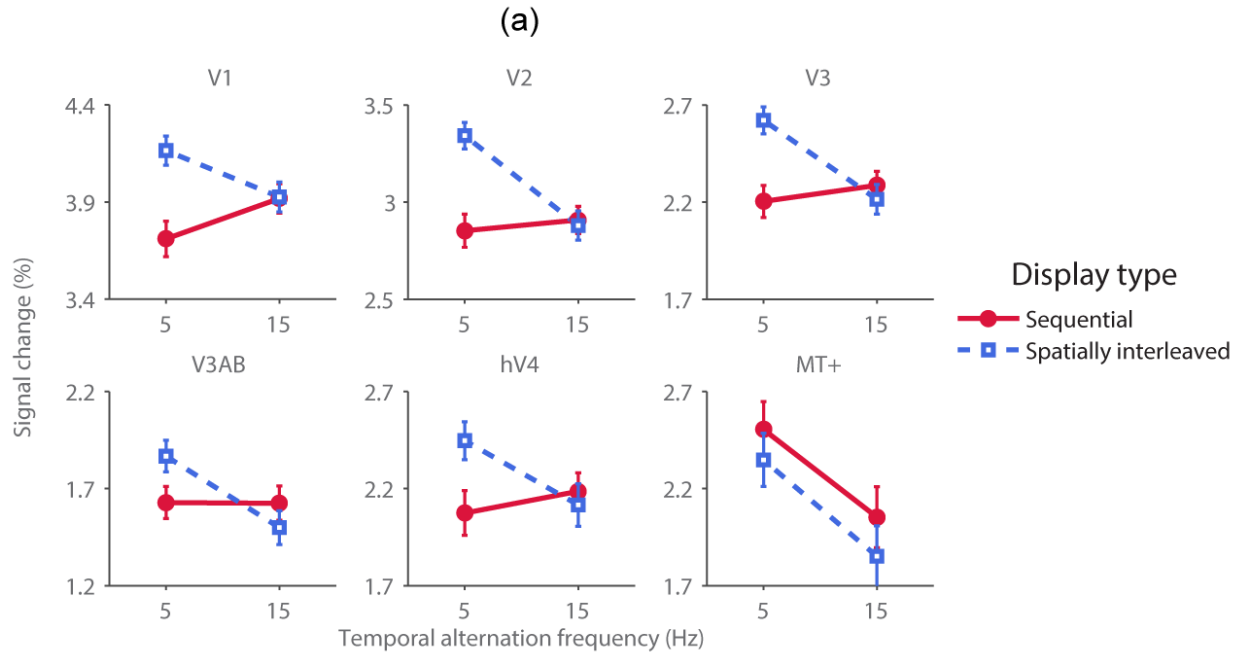 (a)
V1
V2
V3
4.4
3.9
3.4
5
15
3.5
3
2.5
5
15
2.7
2.2
1.7
5
15
Signal change (%)
Display type
Sequential
Spatially interleaved
V3AB
hV4
MT+
2.2
1.7
1.2
5
15
2.7
2.2
1.7
5
15
2.7
2.2
1.7
5
15
Temporal alternation frequency (Hz)